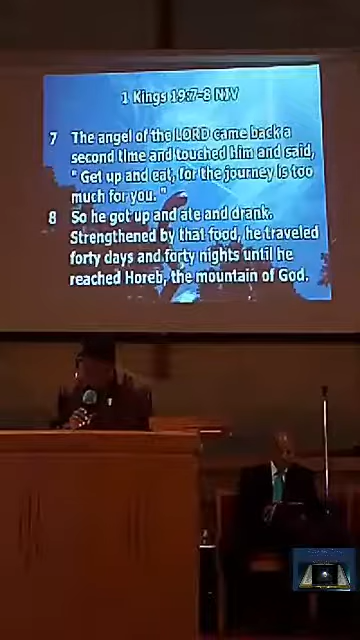 1 Kings 19:7-8 NIV
7 The angel of the LORD came back a
second time and touched him and said,
" Get up and eat, for the journey is too
much for you. "
8 So he got up and ate and drank.
Strengthened by that food, he traveled
forty days and forty nights until he
reached Horeb, the mountain of God.